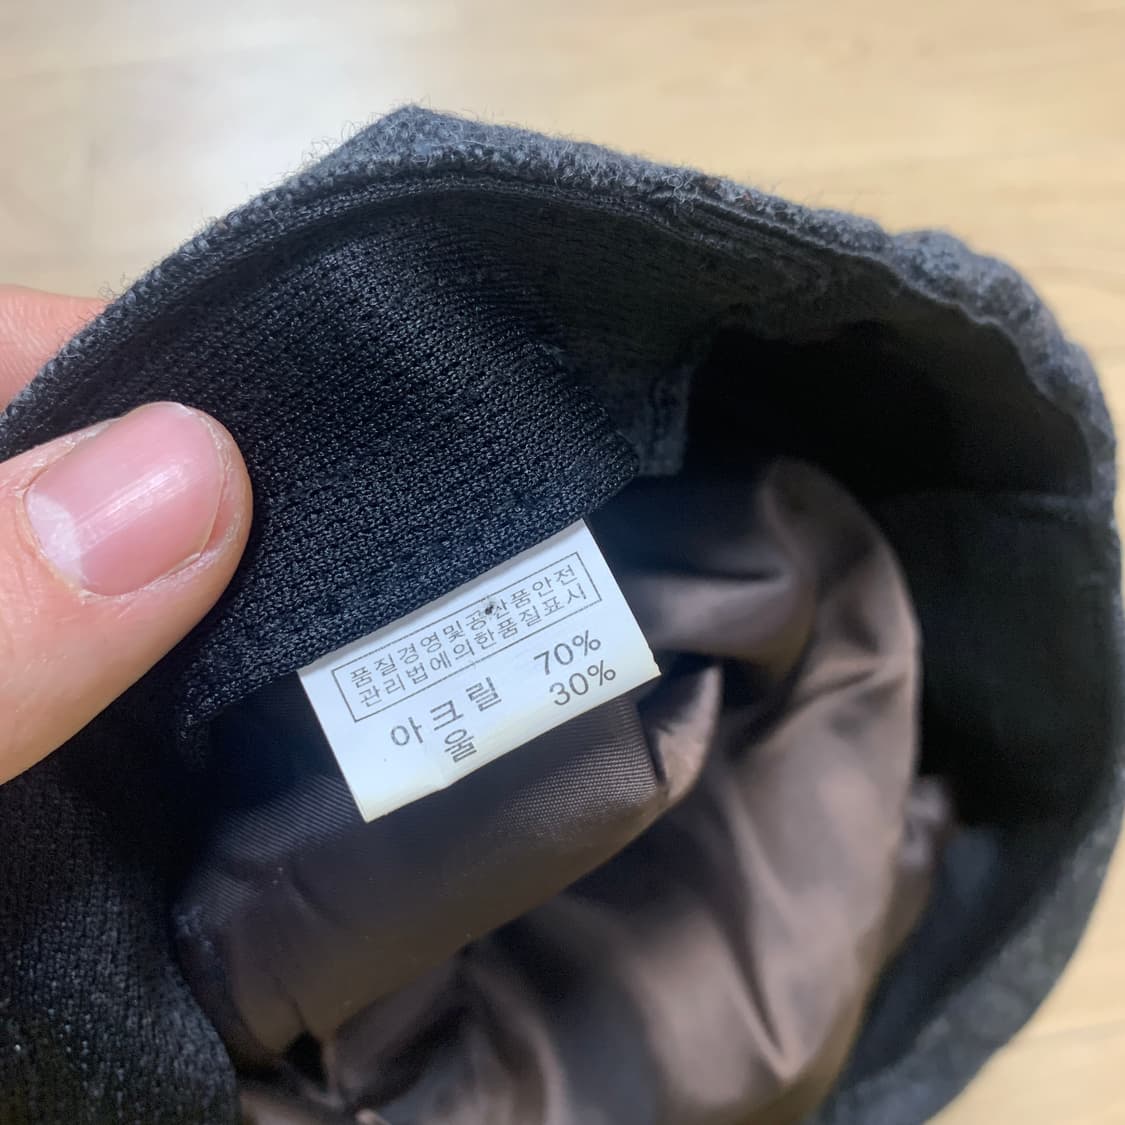 품질경영및공산품안전
관리법에의한품질표시
아크릴 70%
울 30%